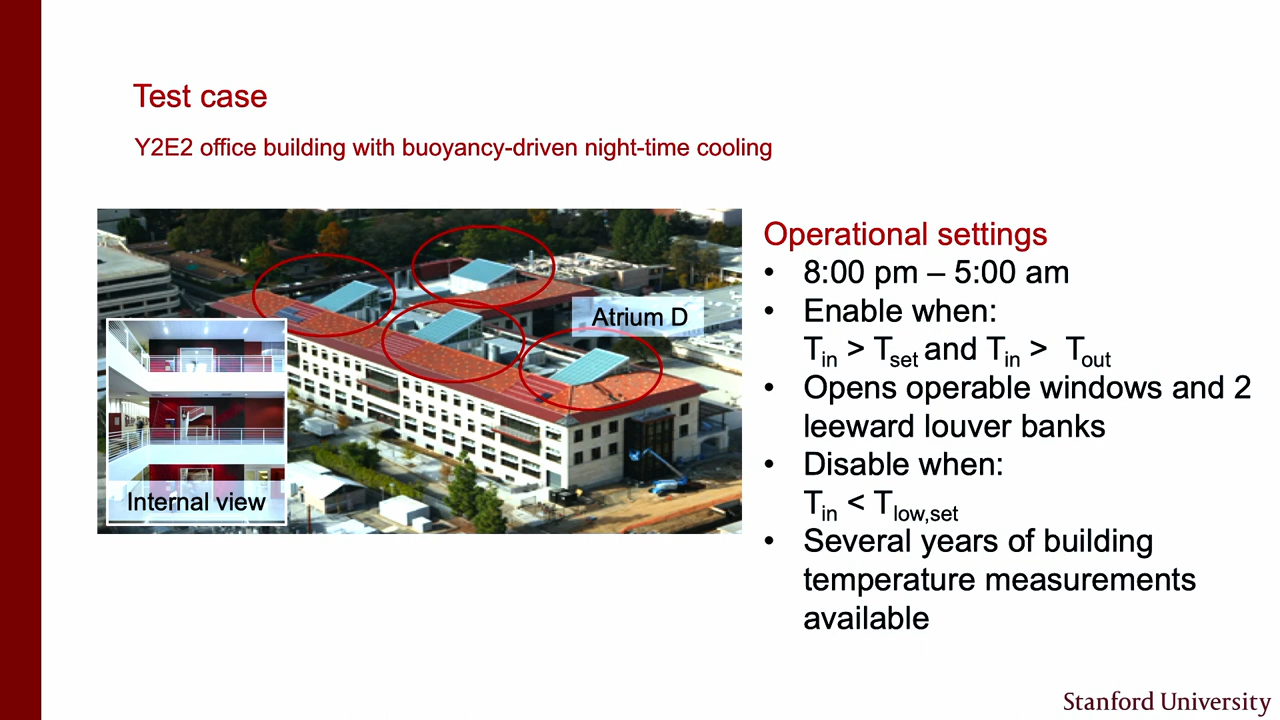 Test case
Y2E2 office building with buoyancy-driven night-time cooling
Atrium D
Internal view
Operational settings
• 8:00 pm – 5:00 am
• Enable when:
Tin > Tset and Tin > Tout
• Opens operable windows and 2
leeward louver banks
• Disable when:
Tin < Tlow,set
• Several years of building
temperature measurements
available
Stanford University